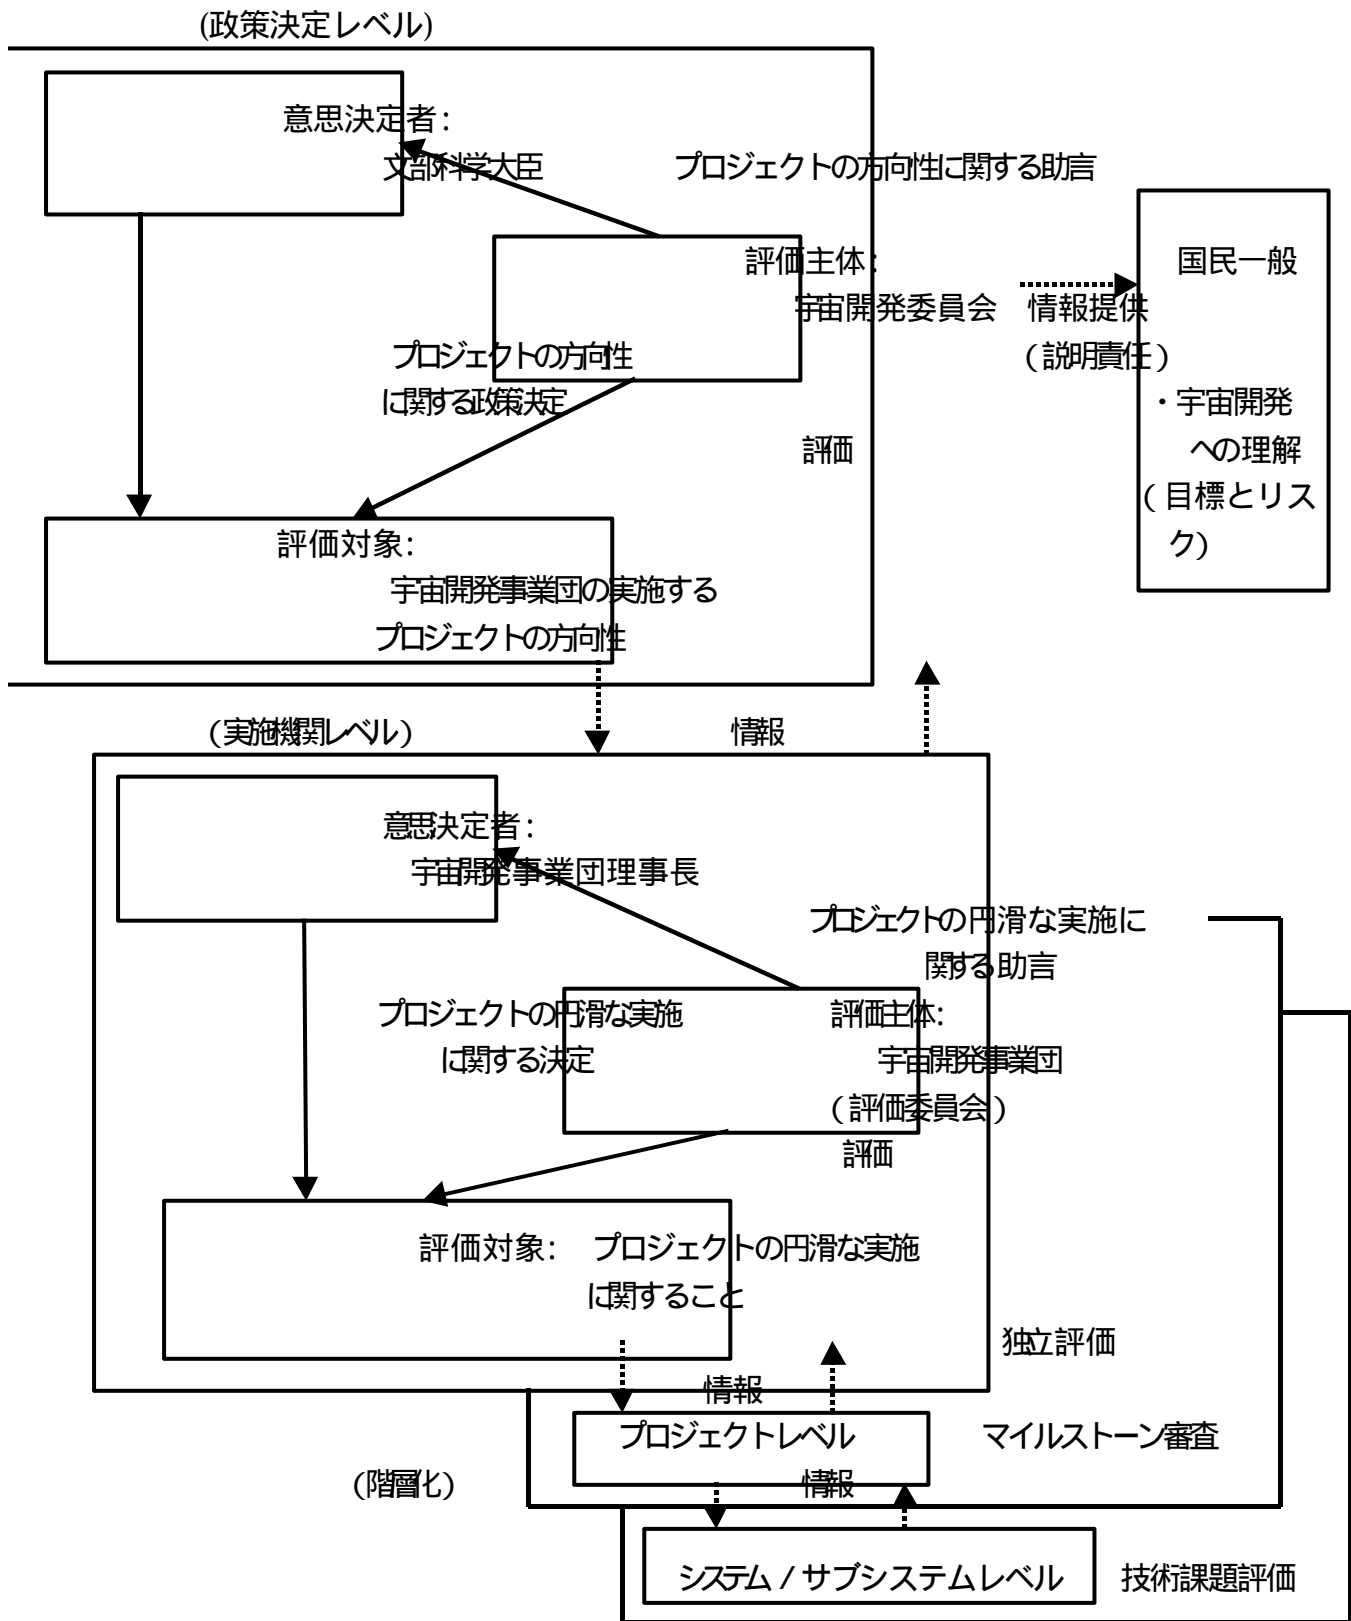 (政策決定レベル)
意思決定者：
文部科学大臣
プロジェクトの方向性に関する助言
評価主体：
宇宙開発委員会
情報提供
(説明責任)
国民一般
・宇宙開発
への理解
(目標とリス
ク)
プロジェクトの方向性
に関する政策決定
評価
評価対象：
宇宙開発事業団の実施する
プロジェクトの方向性
(実施機関レベル)
情報
意思決定者：
宇宙開発事業団理事長
プロジェクトの円滑な実施に
関する助言
プロジェクトの円滑な実施
に関する決定
評価主体：
宇宙開発事業団
(評価委員会)
評価
評価対象： プロジェクトの円滑な実施
に関すること
独立評価
情報
プロジェクトレベル
マイルストーン審査
(階層化)
情報
システム／サブシステムレベル
技術課題評価